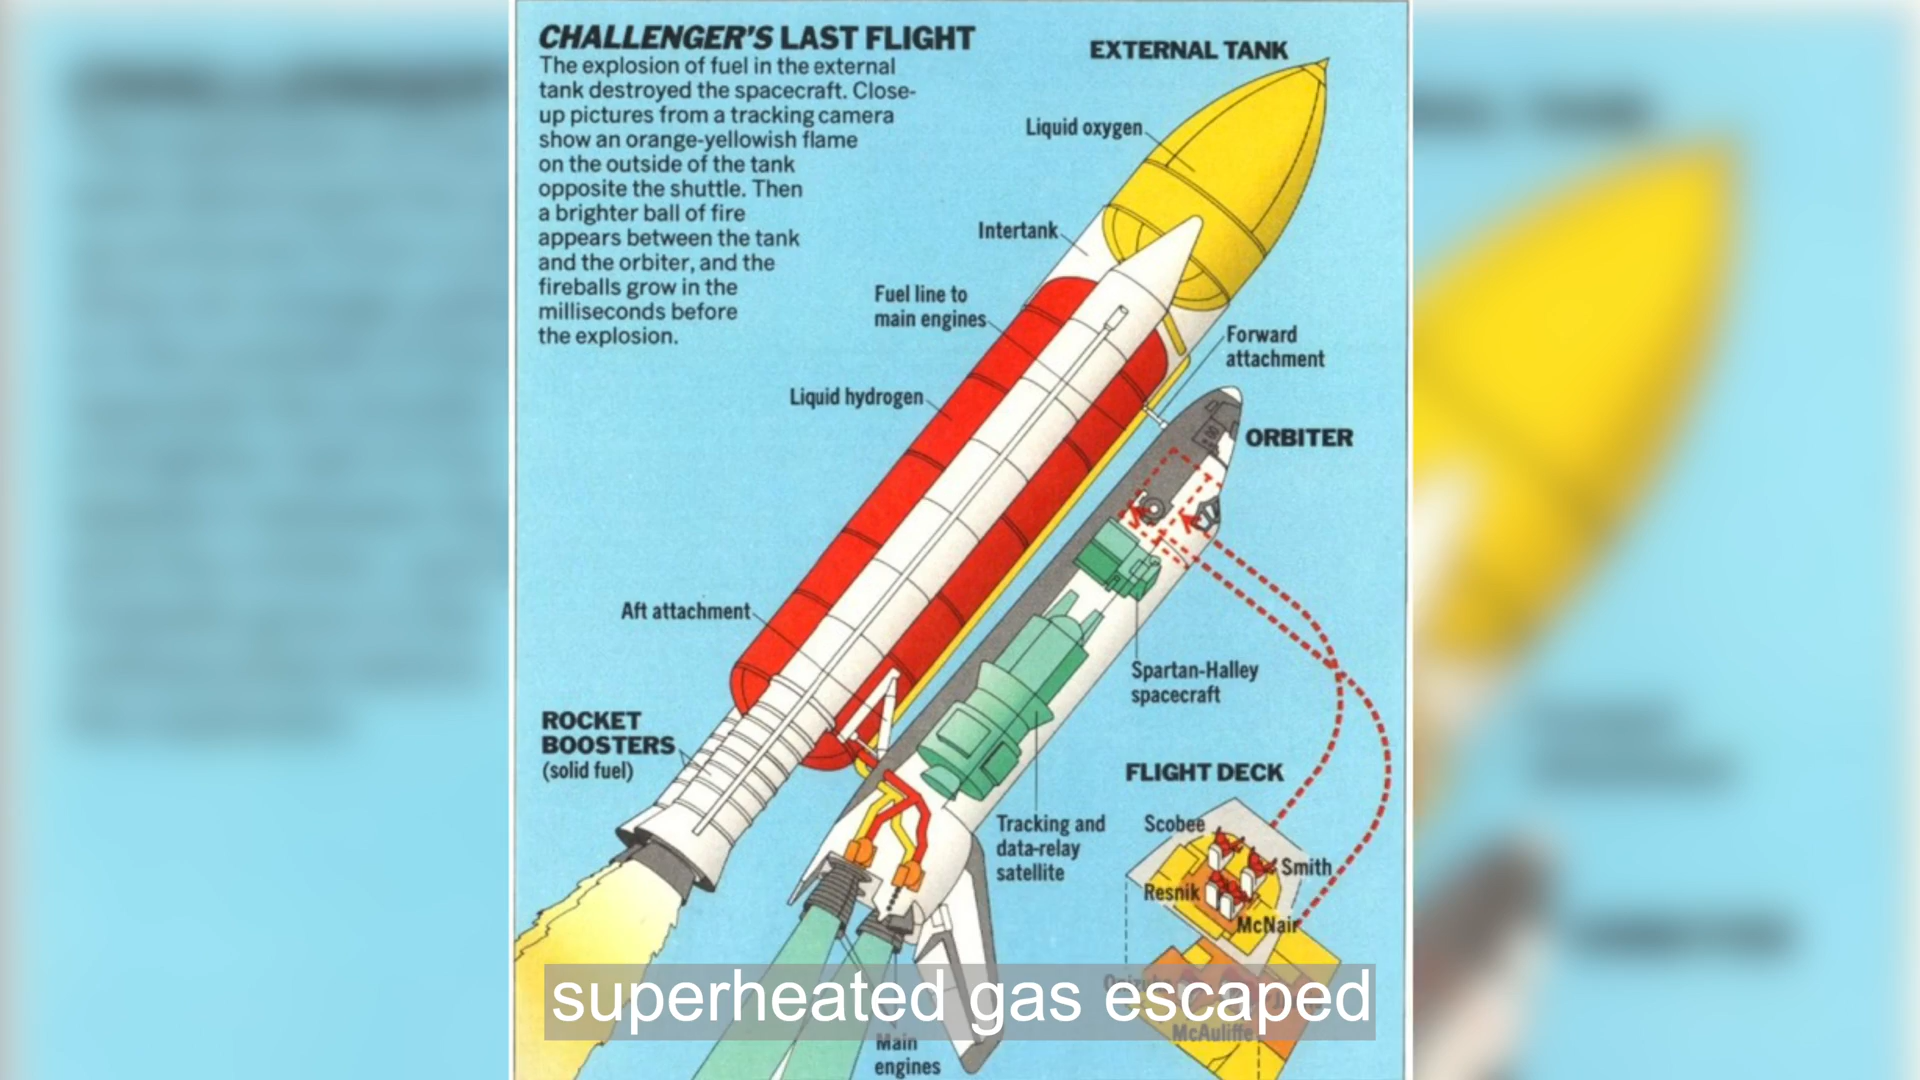 CHALLENGER'S LAST FLIGHT
The explosion of fuel in the external
tank destroyed the spacecraft. Close-
up pictures from a tracking camera
show an orange-yellowish flame
on the outside of the tank
opposite the shuttle. Then
a brighter ball of fire
appears between the tank
and the orbiter, and the
fireballs grow in the
milliseconds before
the explosion.
EXTERNAL TANK
Liquid oxygen
Intertank
Fuel line to
main engines
Forward
attachment
Liquid hydrogen
ORBITER
Aft attachment
Spartan-Halley
spacecraft
ROCKET
BOOSTERS
(solid fuel)
FLIGHT DECK
Tracking and
data-relay
satellite
Scobee
Smith
Resnik
McNair
superheated gas escaped
McAuliffe
Main
engines